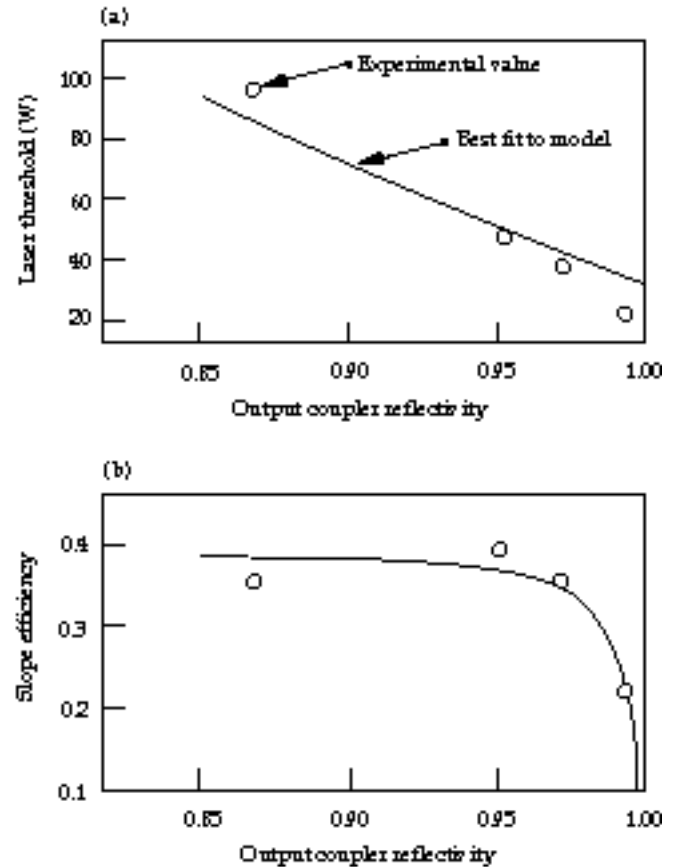 (a)
Experimental value
Best fit to model
Laser threshold (W)
100
80
60
40
20
0.85 0.90 0.95 1.00
Output coupler reflectivity
(b)
Slope efficiency
0.4
0.3
0.2
0.1
0.85 0.90 0.95 1.00
Output coupler reflectivity